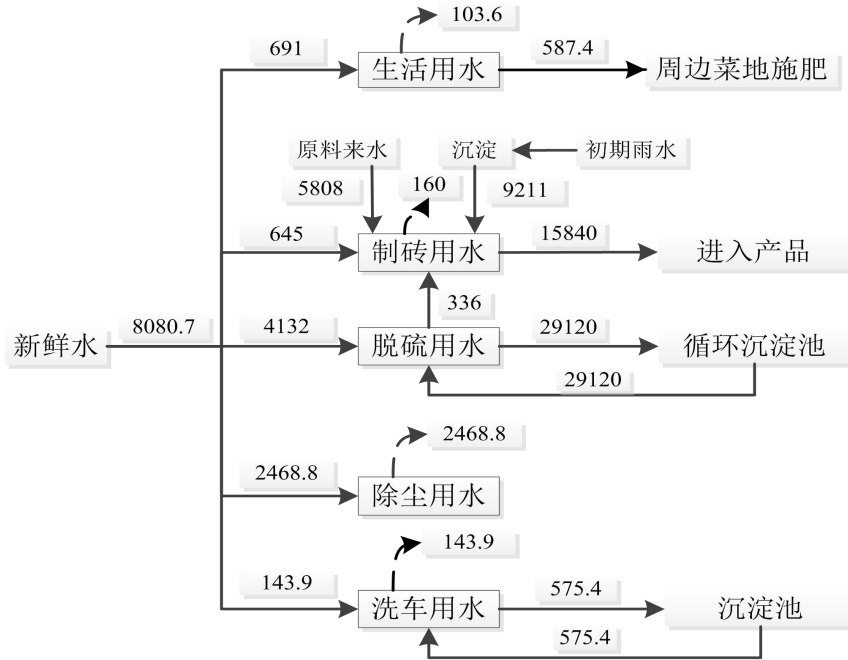 103.6
691
生活用水
587.4
周边菜地施肥
原料来水
沉淀
初期雨水
5808
160
9211
645
制砖用水
15840
进入产品
336
新鲜水
8080.7
4132
脱硫用水
29120
循环沉淀池
29120
2468.8
2468.8
除尘用水
143.9
143.9
洗车用水
575.4
沉淀池
575.4